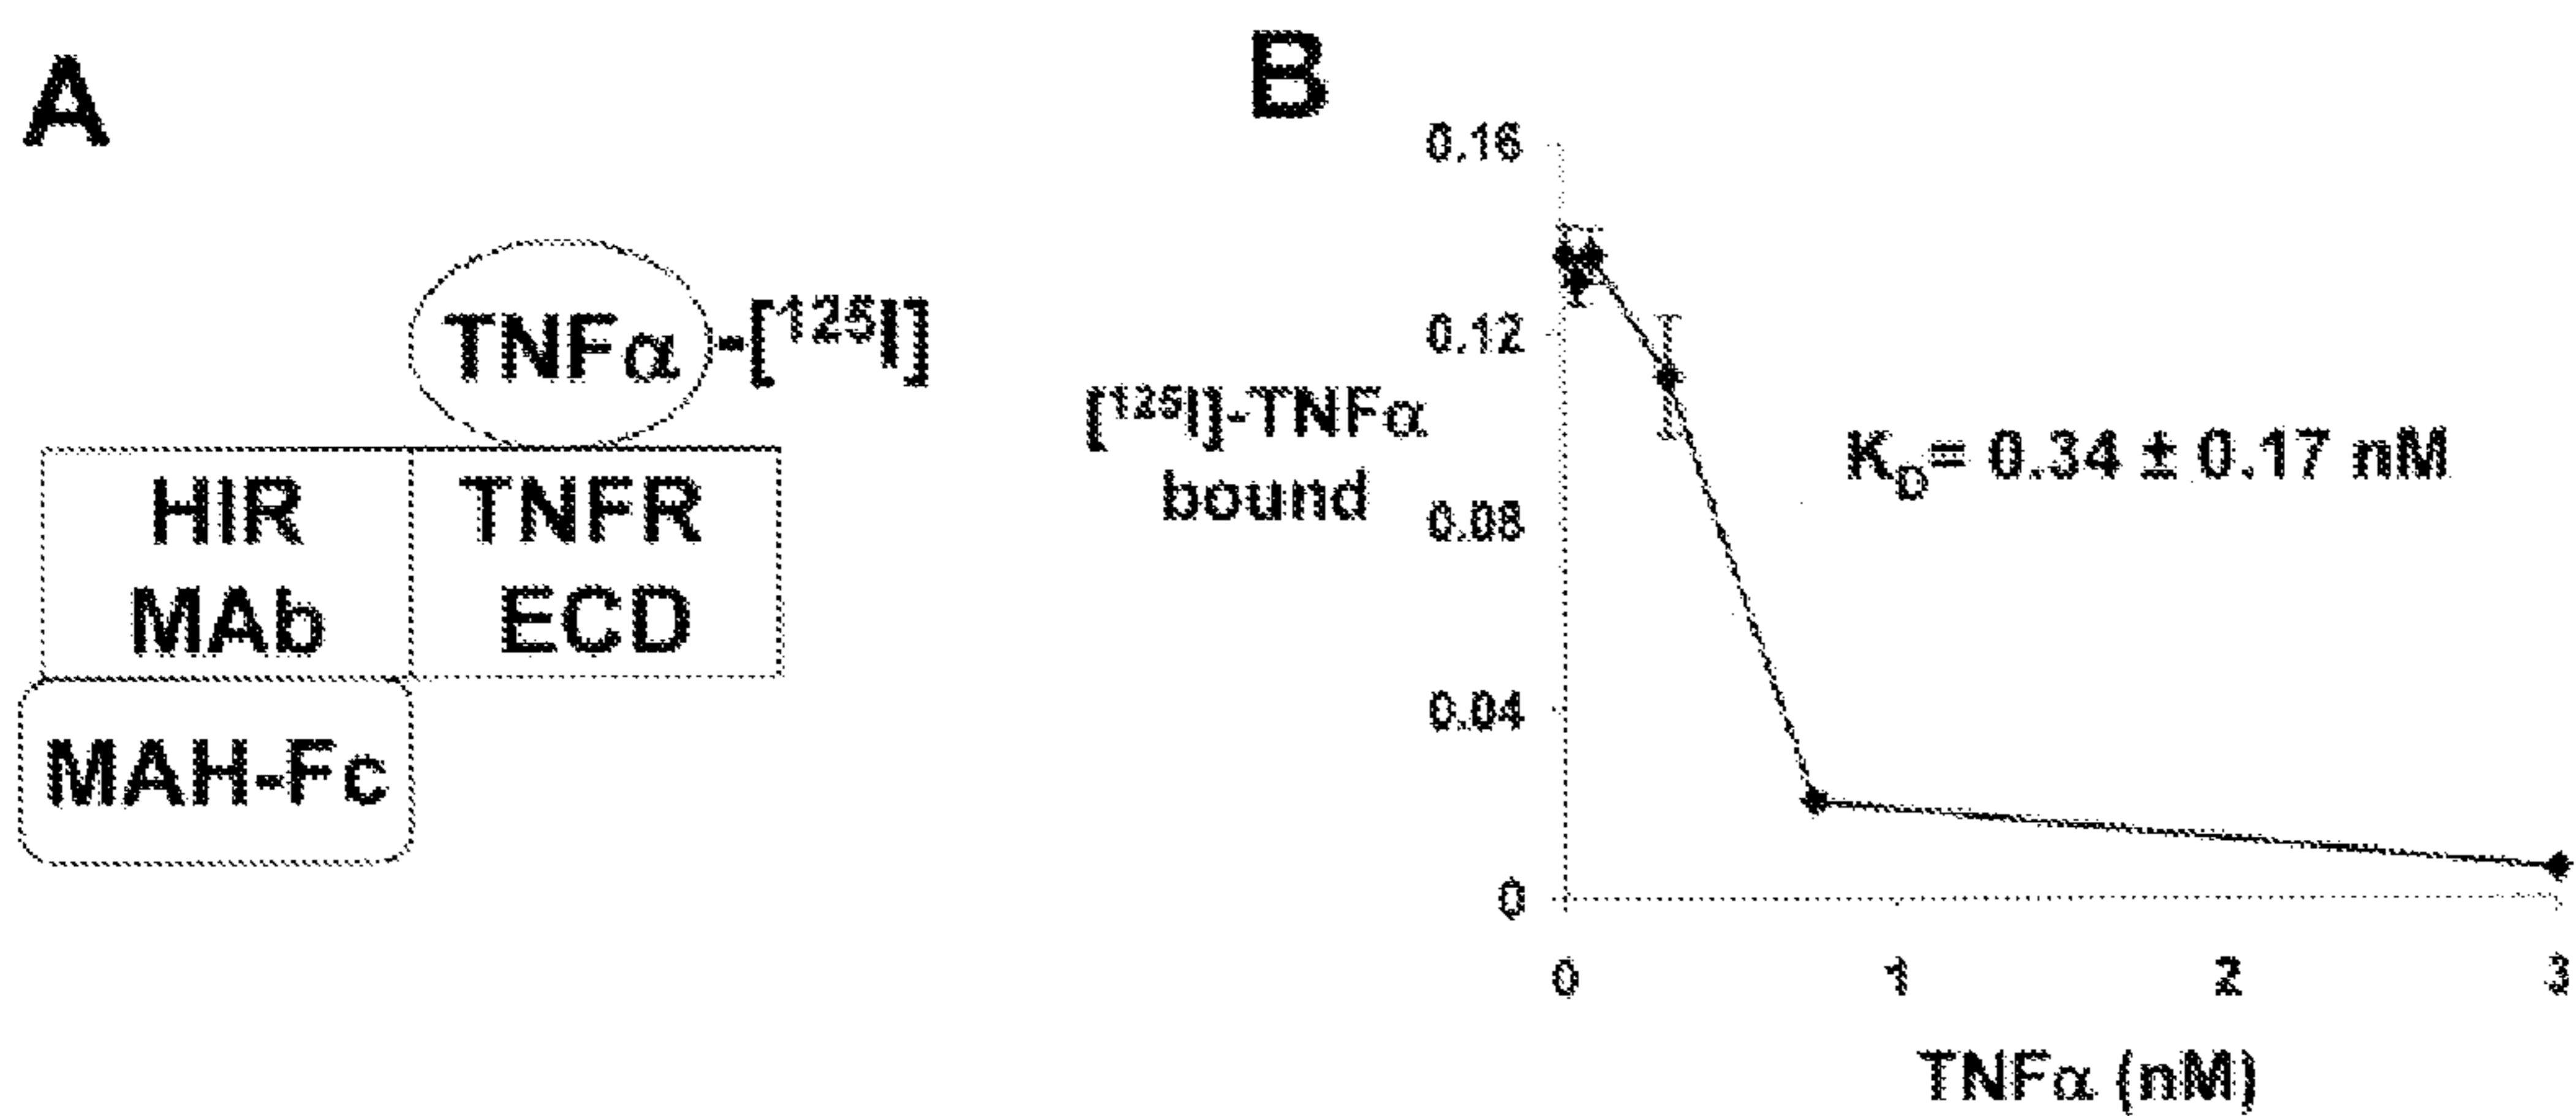 A
TNFα -[¹²⁵I]
HIR
MAb
TNFR
ECD
MAH-Fc
B
[¹²⁵I]-TNFα
bound
0.16
0.12
0.08
0.04
0
K_D= 0.34 ± 0.17 nM
0 1 2 3
TNFα (nM)